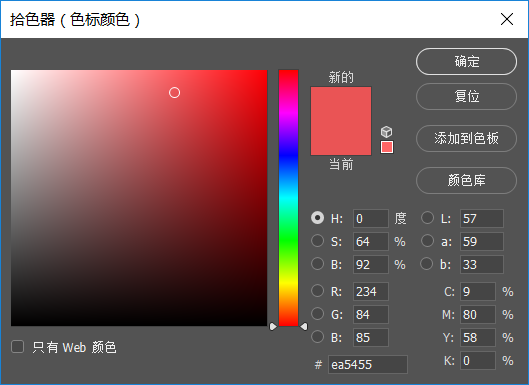 拾色器（色标颜色）
新的
当前
确定
复位
添加到色板
颜色库
H: 0 度
S: 64 %
B: 92 %
R: 234
G: 84
B: 85
# ea5455
L: 57
a: 59
b: 33
C: 9 %
M: 80 %
Y: 58 %
K: 0 %
只有 Web 颜色